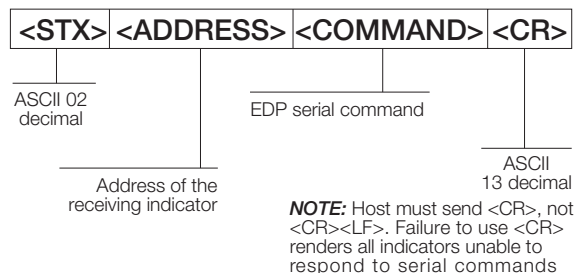 <STX> <ADDRESS> <COMMAND> <CR>
ASCII 02
decimal
EDP serial command
Address of the
receiving indicator
ASCII
13 decimal
NOTE: Host must send <CR>, not
<CR><LF>. Failure to use <CR>
renders all indicators unable to
respond to serial commands